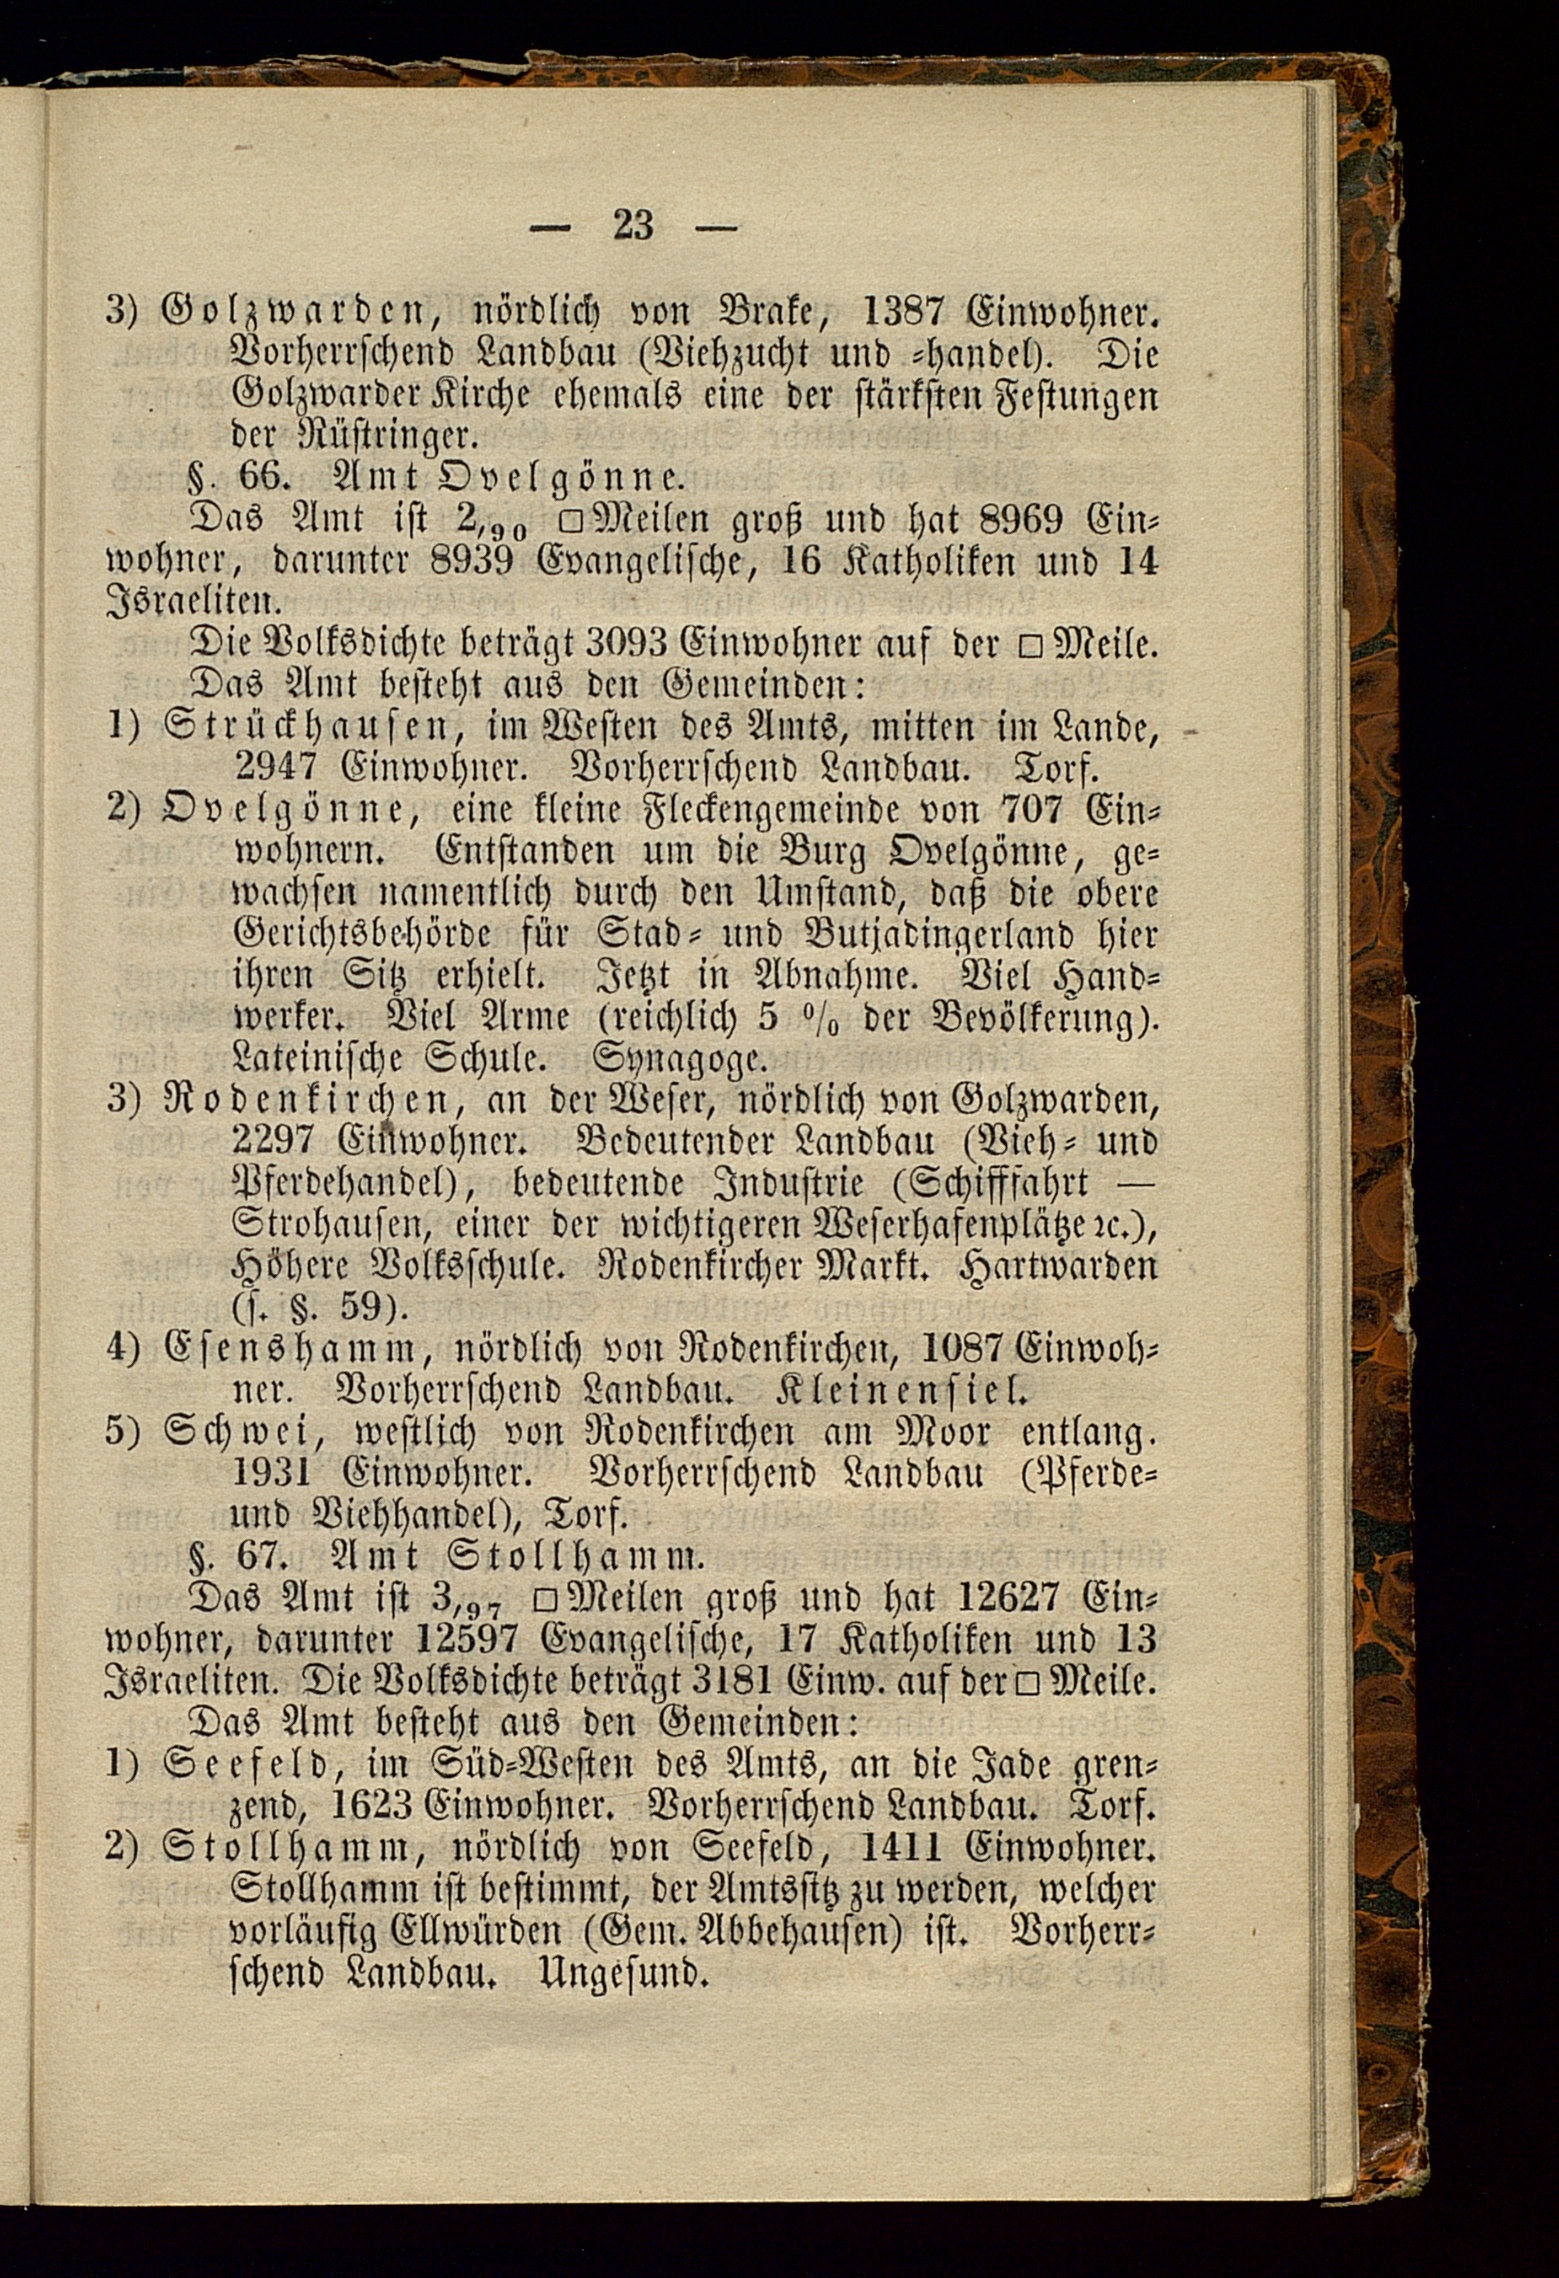 — 23 —
3) Golzwarden, nördlich von Brake, 1387 Einwohner.
Vorherrschend Landbau (Viehzucht und -handel). Die
Golzwarder Kirche ehemals eine der stärksten Festungen
der Rüstringer.
§. 66. Amt Ovelgönne.
Das Amt ist 2,90 □Meilen groß und hat 8969 Ein-
wohner, darunter 8939 Evangelische, 16 Katholiken und 14
Israeliten.
Die Volksdichte beträgt 3093 Einwohner auf der □ Meile.
Das Amt besteht aus den Gemeinden:
1) Strückhausen, im Westen des Amts, mitten im Lande,
2947 Einwohner. Vorherrschend Landbau. Torf.
2) Ovelgönne, eine kleine Fleckengemeinde von 707 Ein-
wohnern. Entstanden um die Burg Ovelgönne, ge-
wachsen namentlich durch den Umstand, daß die obere
Gerichtsbehörde für Stad- und Butjadingerland hier
ihren Sitz erhielt. Jetzt in Abnahme. Viel Hand-
werker. Viel Arme (reichlich 5 % der Bevölkerung).
Lateinische Schule. Synagoge.
3) Rodenkirchen, an der Weser, nördlich von Golzwarden,
2297 Einwohner. Bedeutender Landbau (Vieh- und
Pferdehandel), bedeutende Industrie (Schifffahrt —
Strohausen, einer der wichtigeren Weserhafenplätze ꝛc.),
Höhere Volksschule. Rodenkircher Markt. Hartwarden
(s. §. 59).
4) Esenshamm, nördlich von Rodenkirchen, 1087 Einwoh-
ner. Vorherrschend Landbau. Kleinensiel.
5) Schwei, westlich von Rodenkirchen am Moor entlang.
1931 Einwohner. Vorherrschend Landbau (Pferde-
und Viehhandel), Torf.
§. 67. Amt Stollhamm.
Das Amt ist 3,97 □Meilen groß und hat 12627 Ein-
wohner, darunter 12597 Evangelische, 17 Katholiken und 13
Israeliten. Die Volksdichte beträgt 3181 Einw. auf der □ Meile.
Das Amt besteht aus den Gemeinden:
1) Seefeld, im Süd-Westen des Amts, an die Jade gren-
zend, 1623 Einwohner. Vorherrschend Landbau. Torf.
2) Stollhamm, nördlich von Seefeld, 1411 Einwohner.
Stollhamm ist bestimmt, der Amtssitz zu werden, welcher
vorläufig Ellwürden (Gem. Abbehausen) ist. Vorherr-
schend Landbau. Ungesund.